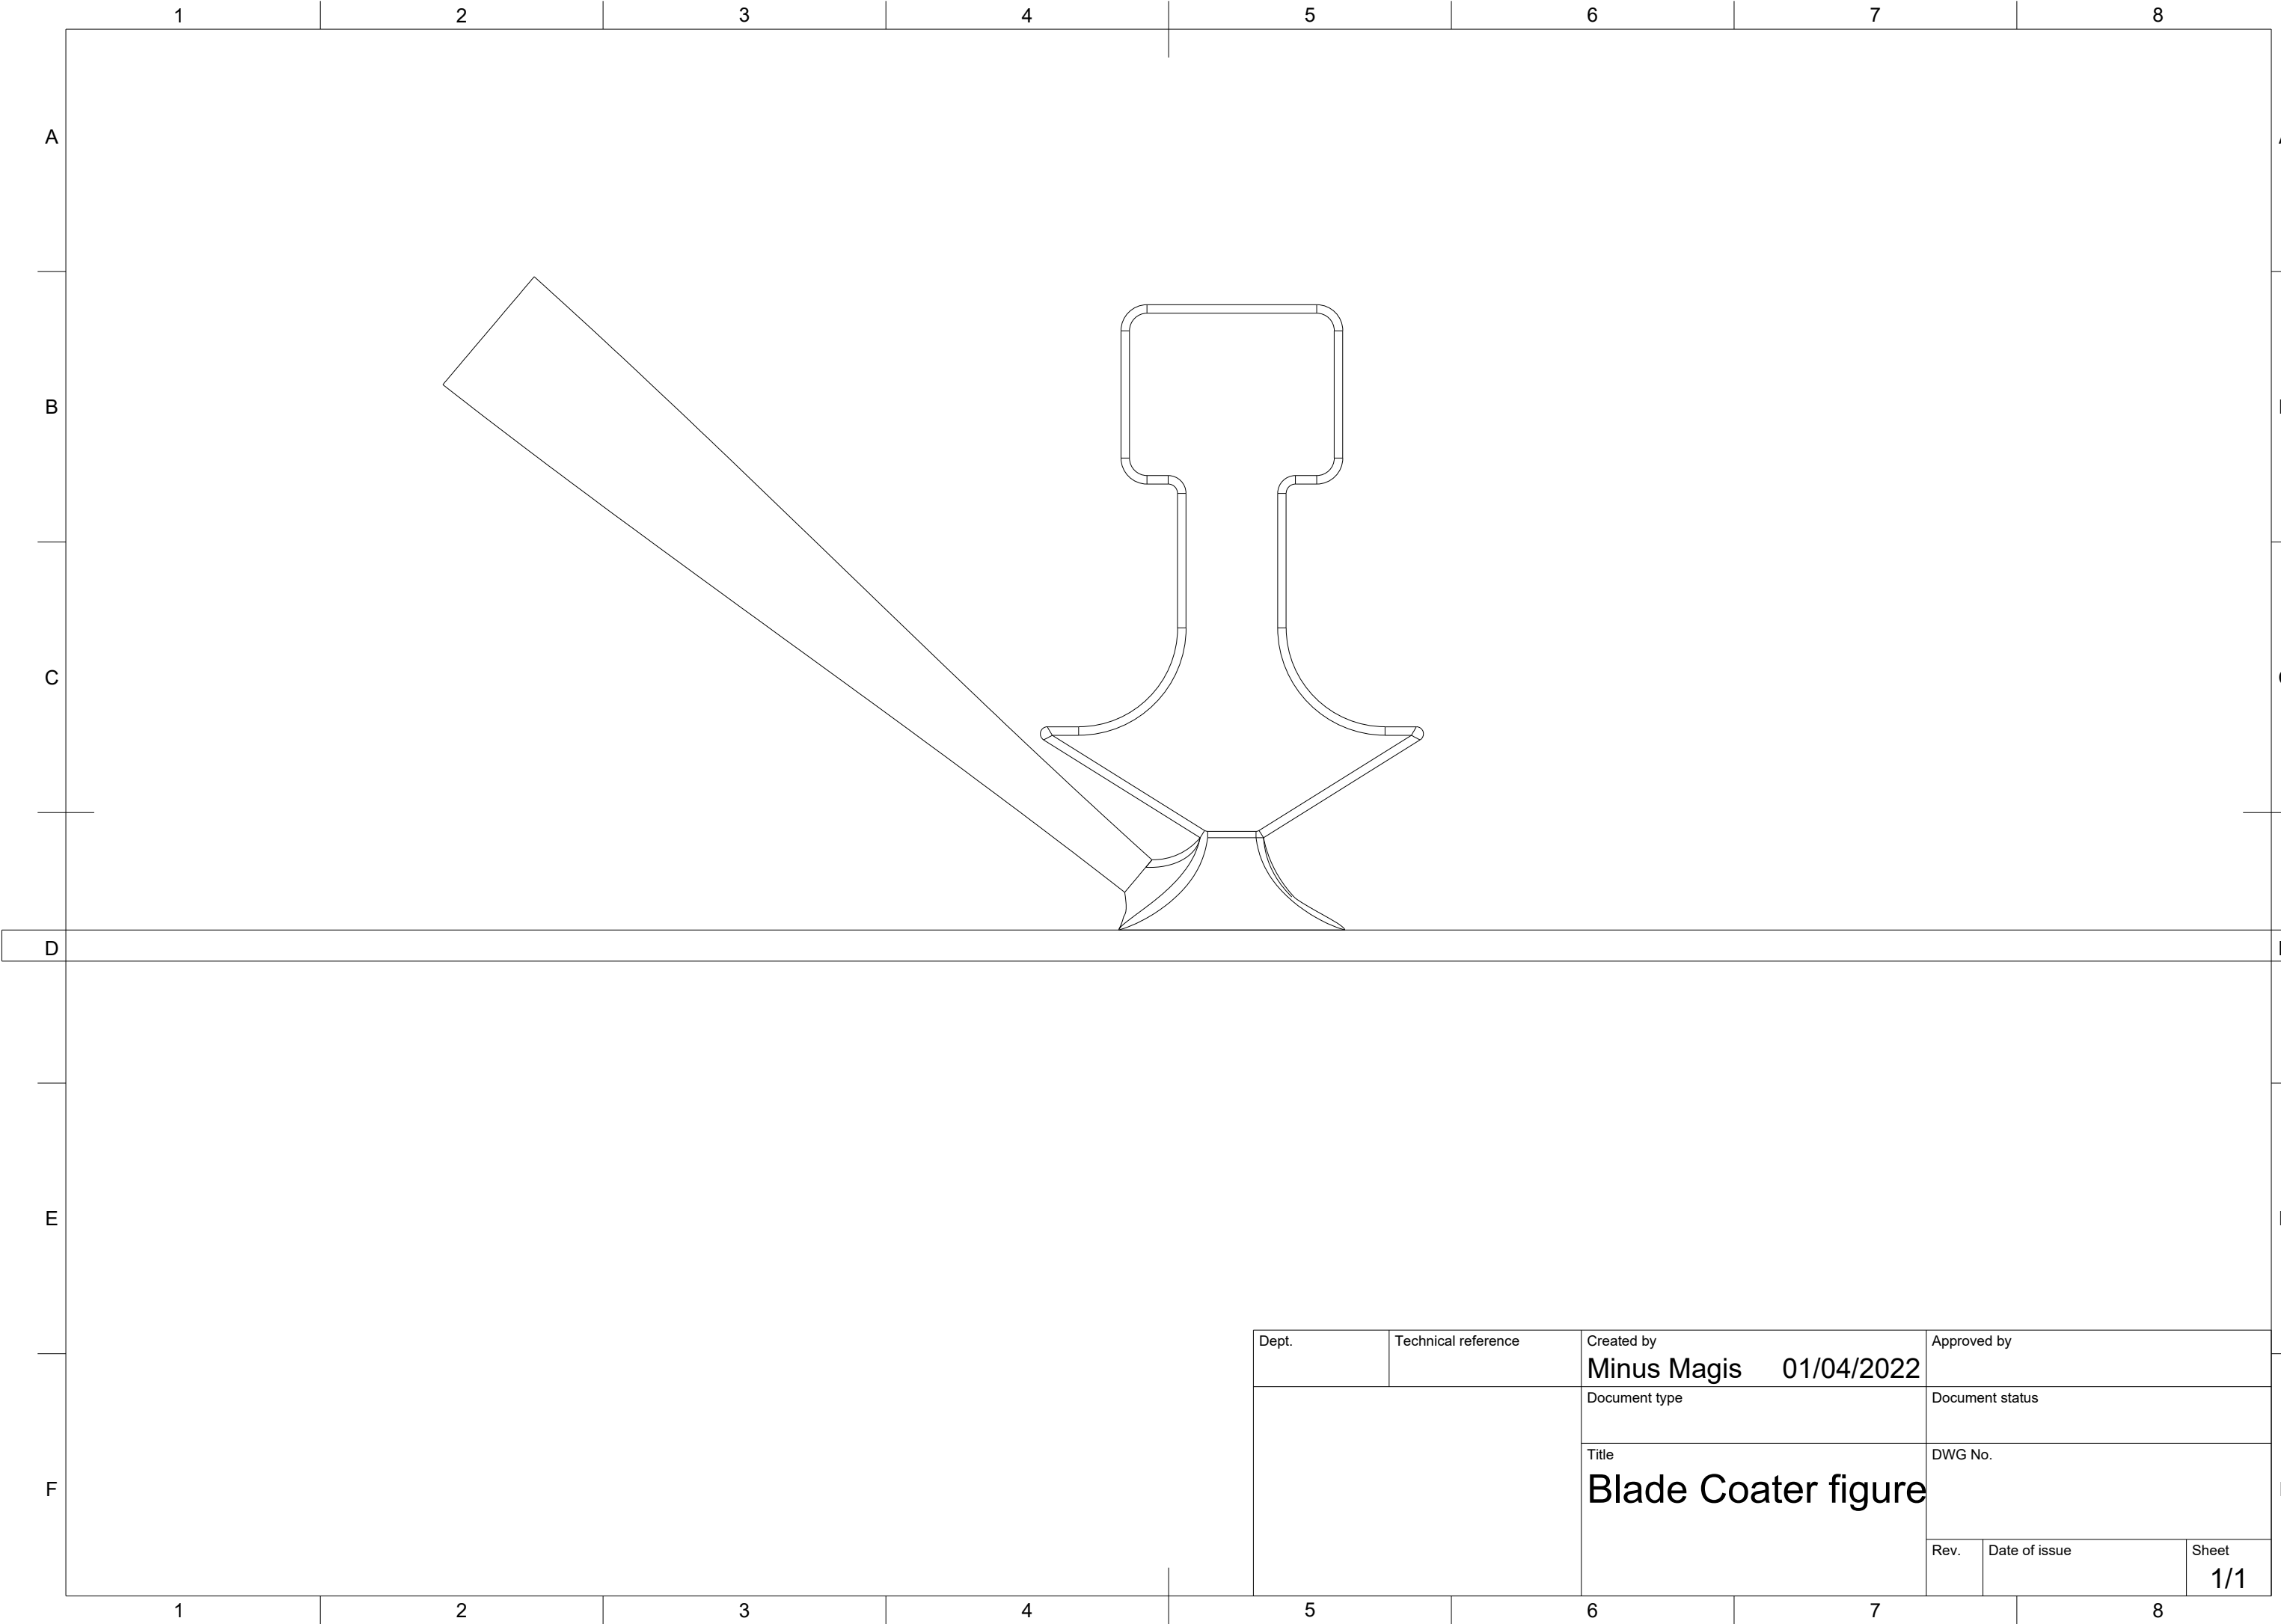 1 2 3 4 5 6 7 8
A
B
C
D
E
F
Dept. Technical reference Created by Approved by
Minus Magis 01/04/2022
Document type Document status
Title DWG No.
Blade Coater figure
Rev. Date of issue Sheet
1/1
1 2 3 4 5 6 7 8